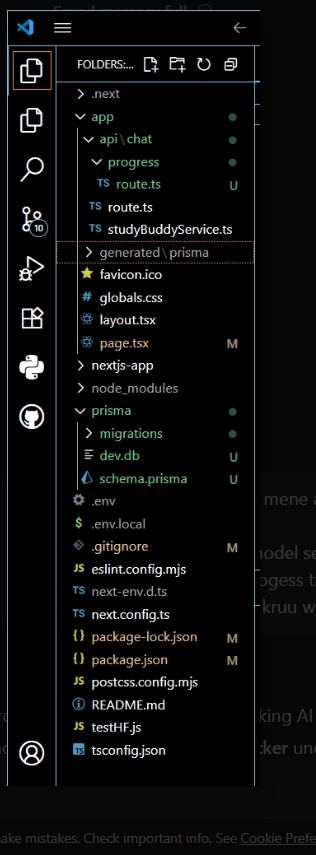 FOLDERS:...
.next
app
api\chat
progress
TS route.ts U
TS route.ts
TS studyBuddyService.ts
generated\prisma
favicon.ico
# globals.css
layout.tsx
page.tsx M
nextjs-app
node_modules
prisma
migrations
dev.db U
schema.prisma U
.env
$ .env.local
.gitignore M
JS eslint.config.mjs
TS next-env.d.ts
TS next.config.ts
{ } package-lock.json M
{ } package.json M
JS postcss.config.mjs
README.md
JS testHF.js
TS tsconfig.json
10
mene a
model se
ogess t
kruu w
king AI
cker un
ake mistakes. Check important info. See Cookie Prefe